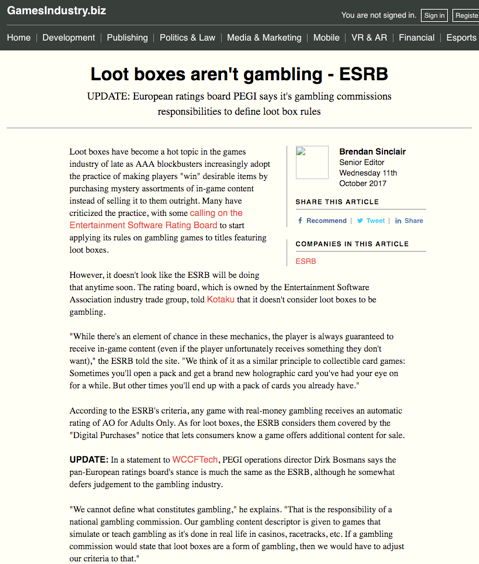 GamesIndustry.biz
You are not signed in. Sign in Registe
Home | Development | Publishing | Politics & Law | Media & Marketing | Mobile | VR & AR | Financial | Esports
Loot boxes aren't gambling - ESRB
UPDATE: European ratings board PEGI says it's gambling commissions
responsibilities to define loot box rules
Loot boxes have become a hot topic in the games
industry of late as AAA blockbusters increasingly adopt
the practice of making players "win" desirable items by
purchasing mystery assortments of in-game content
instead of selling it to them outright. Many have
criticized the practice, with some calling on the
Entertainment Software Rating Board to start
applying its rules on gambling games to titles featuring
loot boxes.
Brendan Sinclair
Senior Editor
Wednesday 11th
October 2017
SHARE THIS ARTICLE
Recommend | Tweet | Share
COMPANIES IN THIS ARTICLE
ESRB
However, it doesn't look like the ESRB will be doing
that anytime soon. The rating board, which is owned by the Entertainment Software
Association industry trade group, told Kotaku that it doesn't consider loot boxes to be
gambling.
"While there's an element of chance in these mechanics, the player is always guaranteed to
receive in-game content (even if the player unfortunately receives something they don't
want)," the ESRB told the site. "We think of it as a similar principle to collectible card games:
Sometimes you'll open a pack and get a brand new holographic card you've had your eye on
for a while. But other times you'll end up with a pack of cards you already have."
According to the ESRB's criteria, any game with real-money gambling receives an automatic
rating of AO for Adults Only. As for loot boxes, the ESRB considers them covered by the
"Digital Purchases" notice that lets consumers know a game offers additional content for sale.
UPDATE: In a statement to WCCFTech, PEGI operations director Dirk Bosmans says the
pan-European ratings board's stance is much the same as the ESRB, although he somewhat
defers judgement to the gambling industry.
"We cannot define what constitutes gambling," he explains. "That is the responsibility of a
national gambling commission. Our gambling content descriptor is given to games that
simulate or teach gambling as it's done in real life in casinos, racetracks, etc. If a gambling
commission would state that loot boxes are a form of gambling, then we would have to adjust
our criteria to that."